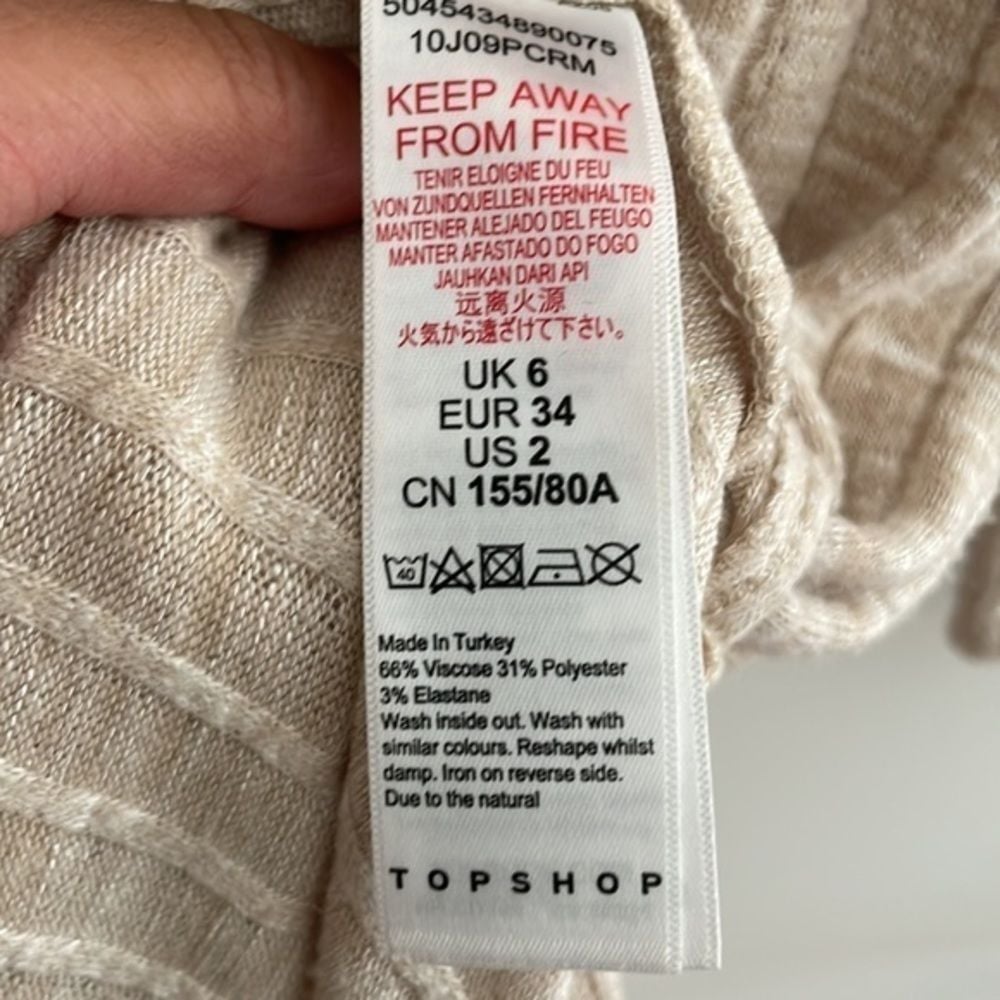 5045434890075
10J09PCRM
KEEP AWAY
FROM FIRE
TENIR ELOIGNE DU FEU
VON ZUNDQUELLEN FERNHALTEN
MANTENER ALEJADO DEL FEUGO
MANTER AFASTADO DO FOGO
JAUHKAN DARI API
远离火源
火気から遠ざけて下さい。
UK 6
EUR 34
US 2
CN 155/80A
40
Made In Turkey
66% Viscose 31% Polyester
3% Elastane
Wash inside out. Wash with
similar colours. Reshape whilst
damp. Iron on reverse side.
Due to the natural
TOPSHOP